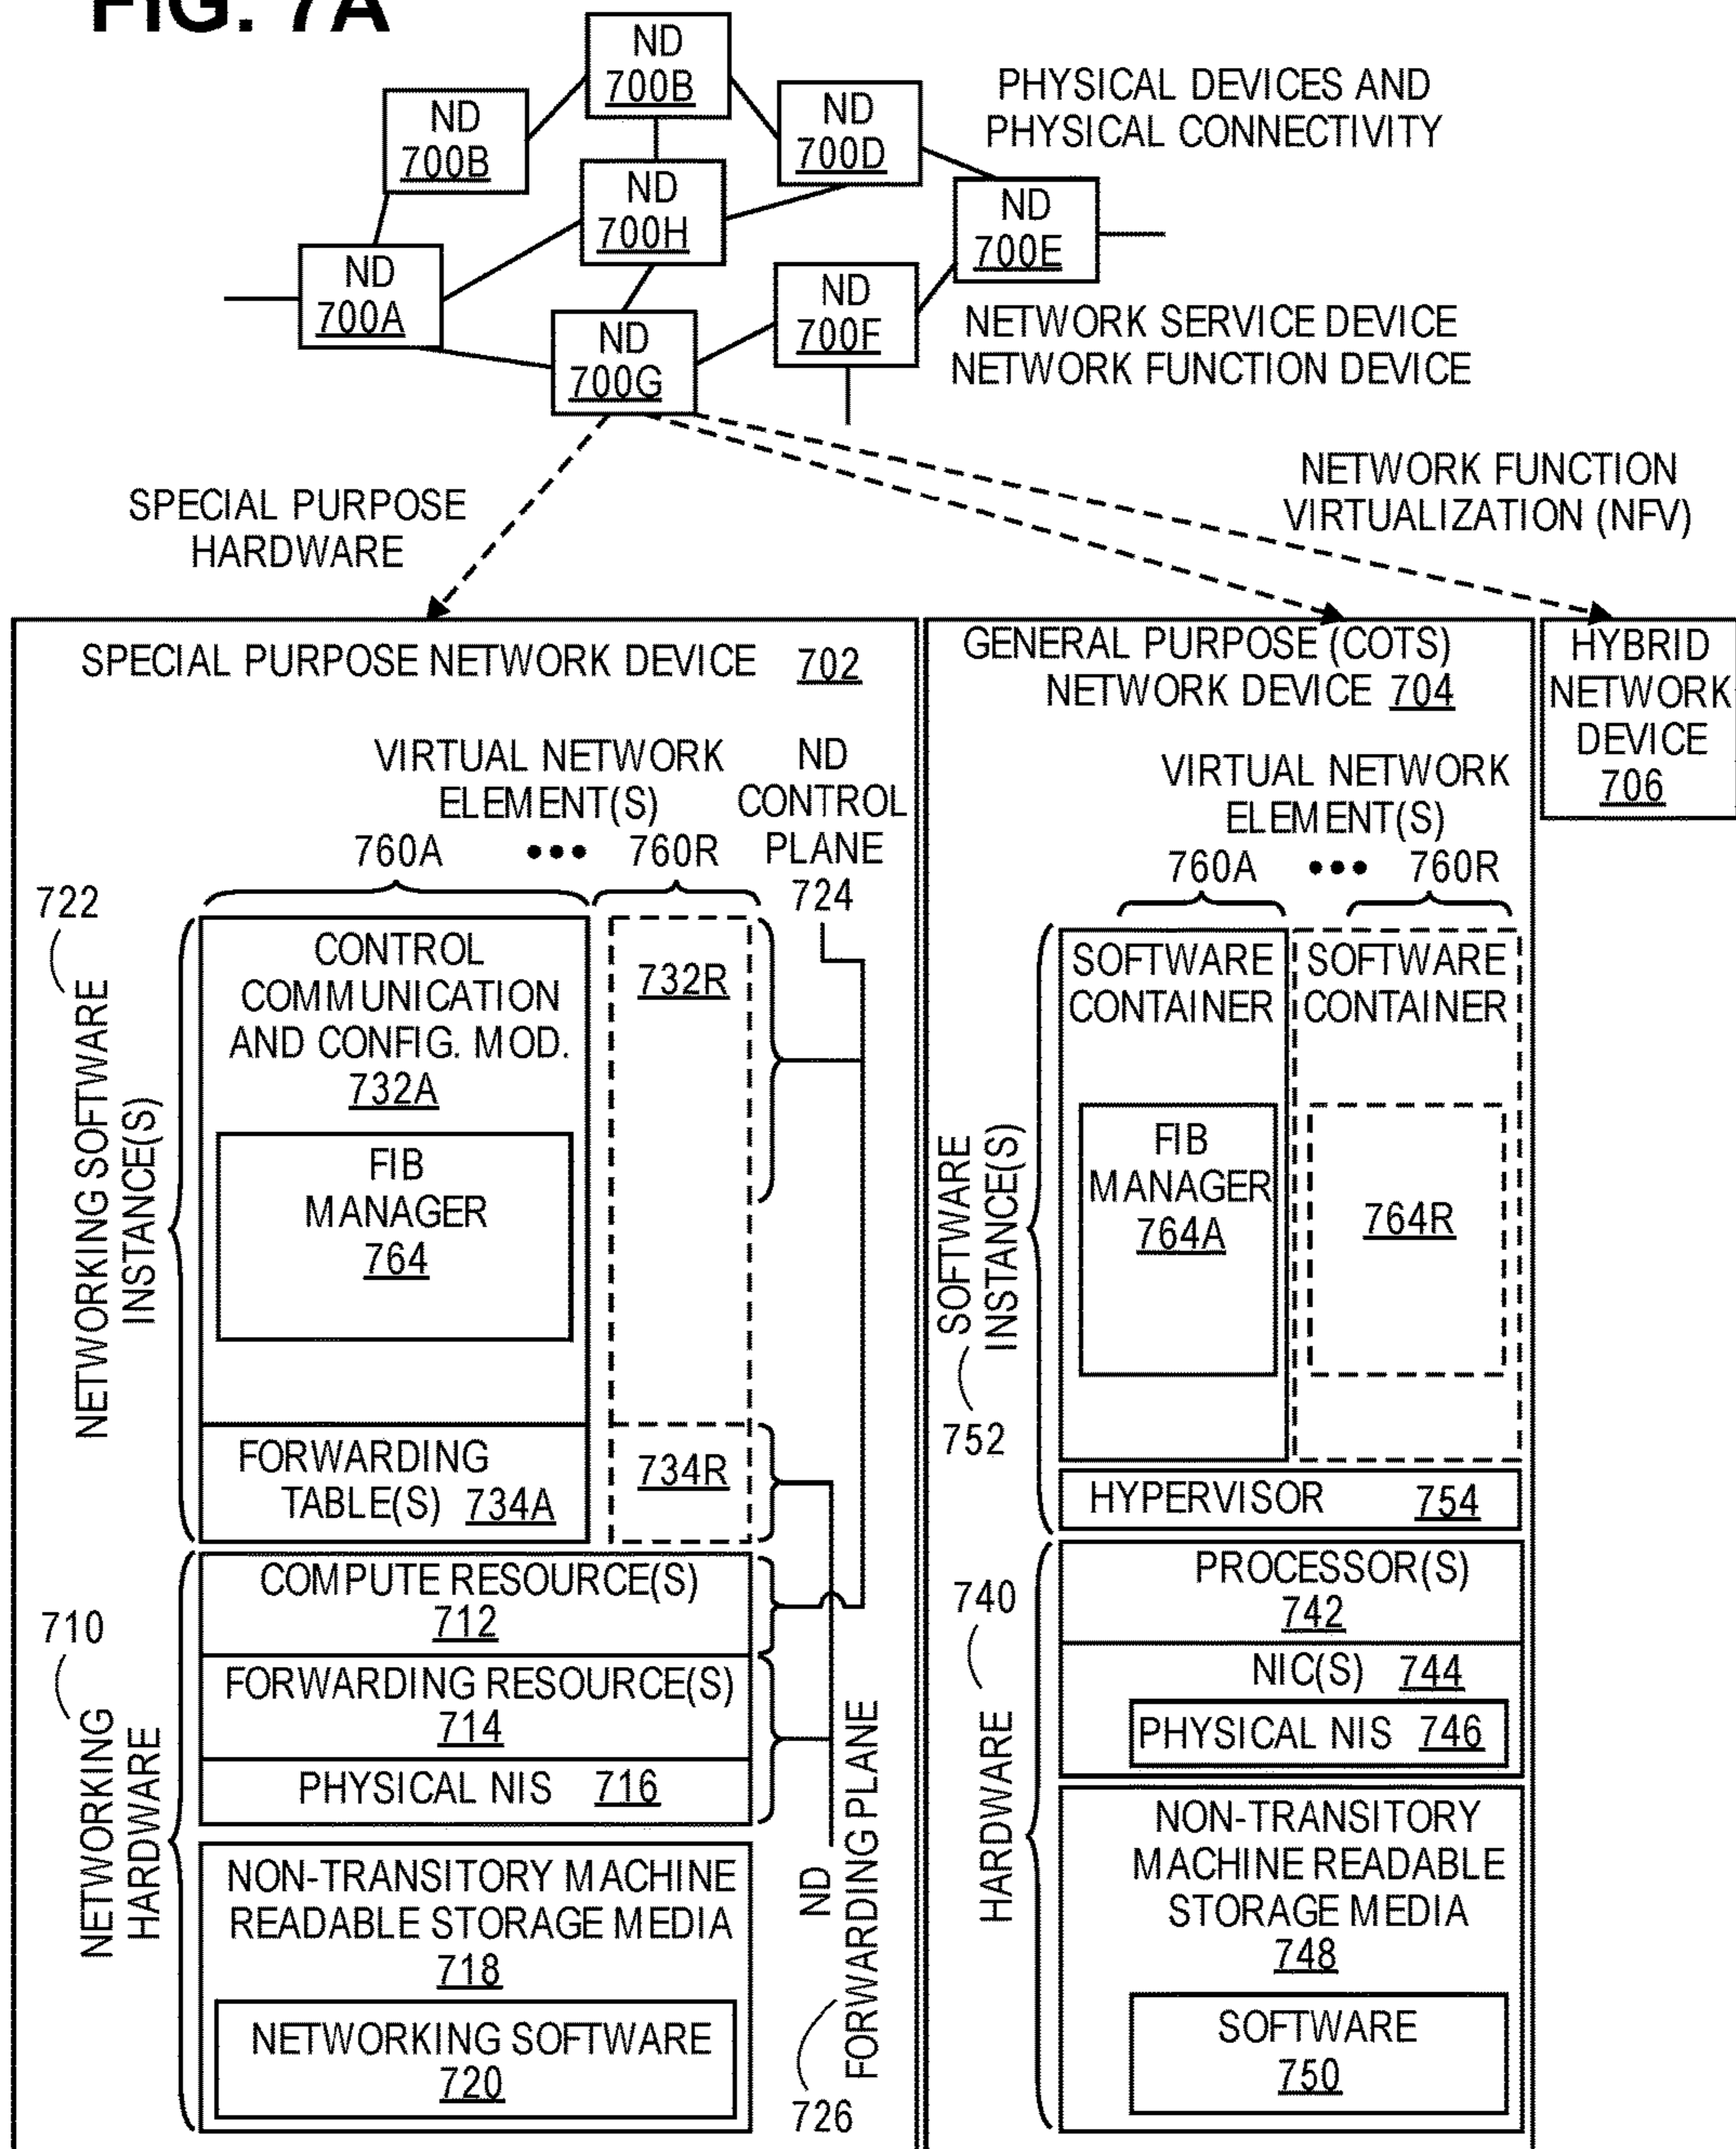 FIG. 7A
ND
700B
ND
700B
ND
700D
PHYSICAL DEVICES AND
PHYSICAL CONNECTIVITY
ND
700H
ND
700E
ND
700A
ND
700F
ND
700G
NETWORK SERVICE DEVICE
NETWORK FUNCTION DEVICE
SPECIAL PURPOSE
HARDWARE
NETWORK FUNCTION
VIRTUALIZATION (NFV)
SPECIAL PURPOSE NETWORK DEVICE 702
VIRTUAL NETWORK
ELEMENT(S)
760A ••• 760R
ND
CONTROL
PLANE
724
722
NETWORKING SOFTWARE
INSTANCE(S)
CONTROL
COMMUNICATION
AND CONFIG. MOD.
732A
732R
FIB
MANAGER
764
FORWARDING
TABLE(S) 734A
734R
710
NETWORKING
HARDWARE
COMPUTE RESOURCE(S)
712
FORWARDING RESOURCE(S)
714
PHYSICAL NIS 716
NON-TRANSITORY MACHINE
READABLE STORAGE MEDIA
718
NETWORKING SOFTWARE
720
ND
FORWARDING PLANE
726
GENERAL PURPOSE (COTS)
NETWORK DEVICE 704
VIRTUAL NETWORK
ELEMENT(S)
760A ••• 760R
SOFTWARE
INSTANCE(S)
752
SOFTWARE
CONTAINER
SOFTWARE
CONTAINER
FIB
MANAGER
764A
764R
HYPERVISOR 754
740
HARDWARE
PROCESSOR(S)
742
NIC(S) 744
PHYSICAL NIS 746
NON-TRANSITORY
MACHINE READABLE
STORAGE MEDIA
748
SOFTWARE
750
HYBRID
NETWORK
DEVICE
706